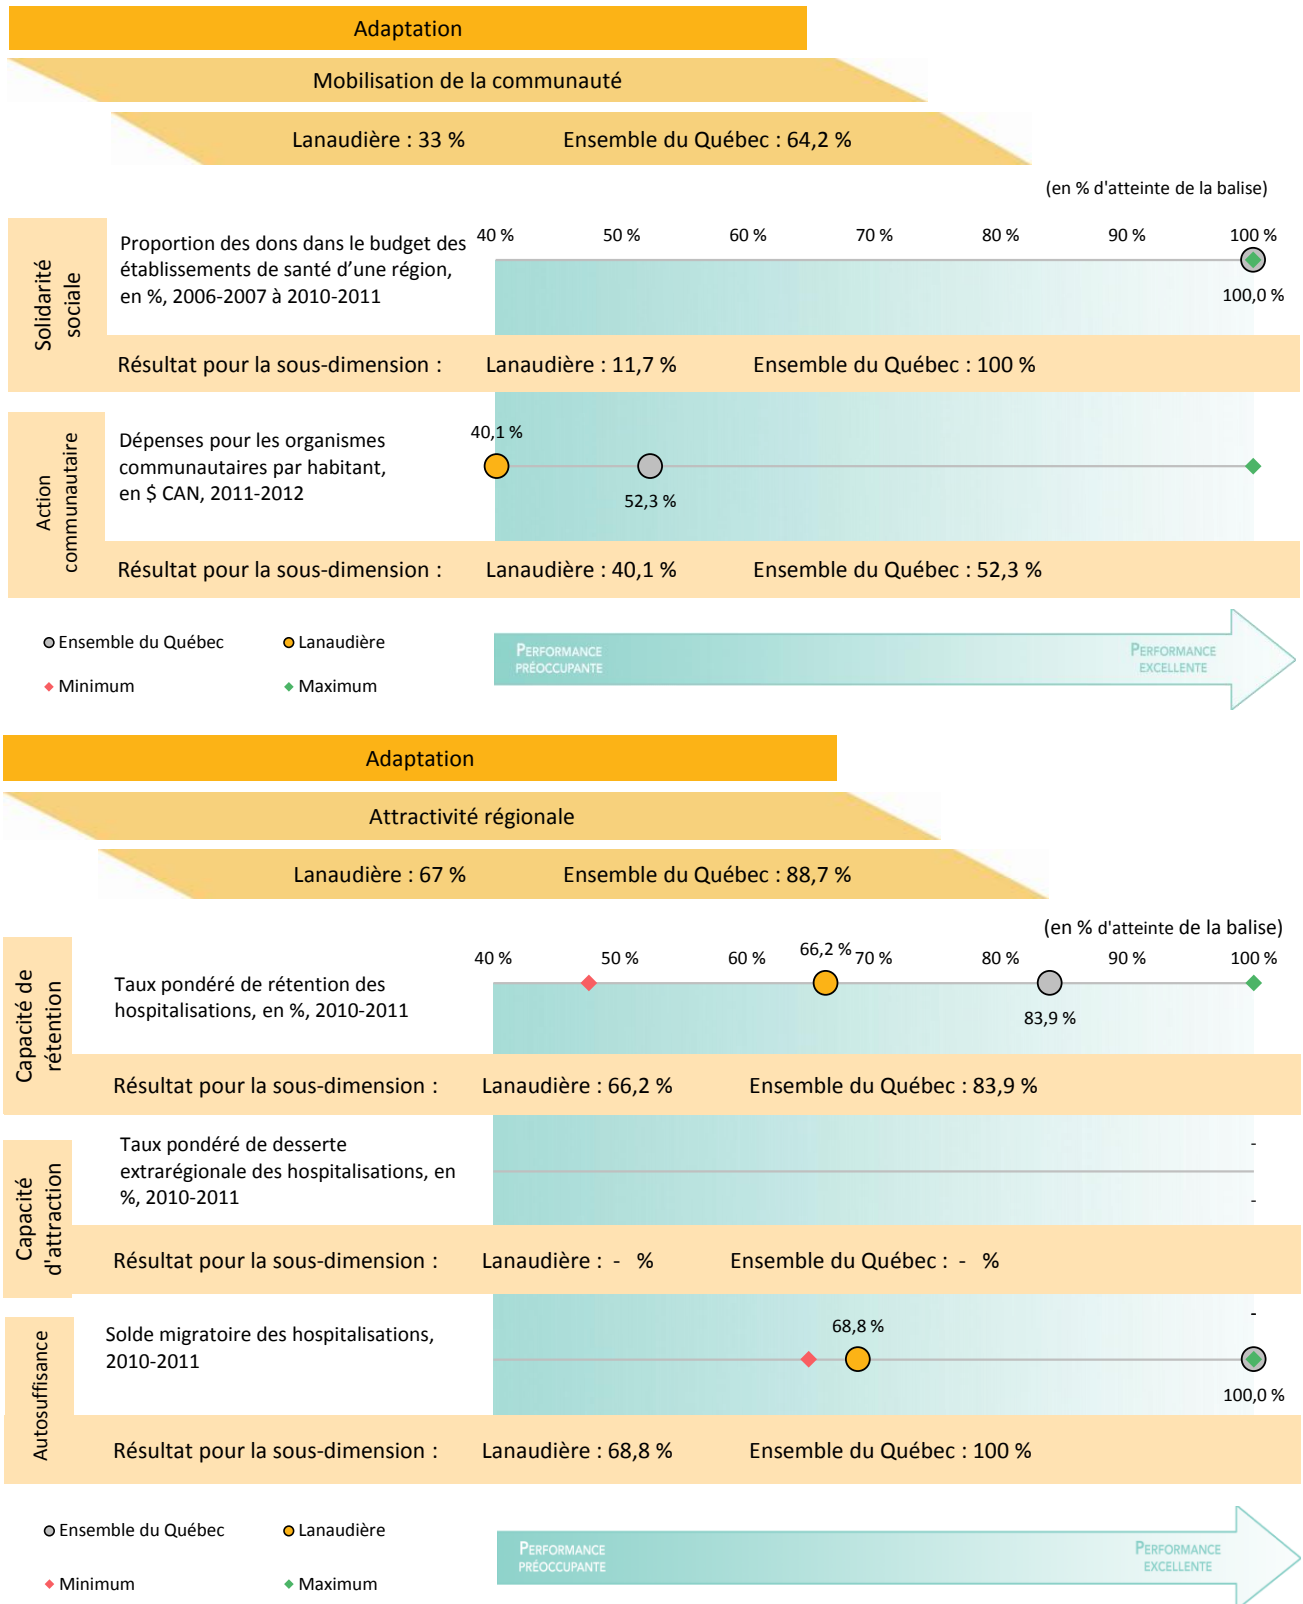 Adaptation
Mobilisation de la communauté
Lanaudière : 33 % Ensemble du Québec : 64,2 %
(en % d'atteinte de la balise)
40 % 50 % 60 % 70 % 80 % 90 % 100 %
Solidarité
sociale
Proportion des dons dans le budget des
établissements de santé d'une région,
en %, 2006-2007 à 2010-2011
100,0 %
Résultat pour la sous-dimension : Lanaudière : 11,7 % Ensemble du Québec : 100 %
Action
communautaire
Dépenses pour les organismes
communautaires par habitant,
en $ CAN, 2011-2012
40,1 %
52,3 %
Résultat pour la sous-dimension : Lanaudière : 40,1 % Ensemble du Québec : 52,3 %
Ensemble du Québec Lanaudière
Minimum Maximum
PERFORMANCE
PRÉOCCUPANTE
PERFORMANCE
EXCELLENTE
Adaptation
Attractivité régionale
Lanaudière : 67 % Ensemble du Québec : 88,7 %
(en % d'atteinte de la balise)
40 % 50 % 60 % 70 % 80 % 90 % 100 %
Capacité de
rétention
Taux pondéré de rétention des
hospitalisations, en %, 2010-2011
66,2 %
83,9 %
Résultat pour la sous-dimension : Lanaudière : 66,2 % Ensemble du Québec : 83,9 %
Capacité
d'attraction
Taux pondéré de desserte
extrarégionale des hospitalisations, en
%, 2010-2011
-
-
Résultat pour la sous-dimension : Lanaudière : - % Ensemble du Québec : - %
Autosuffisance
Solde migratoire des hospitalisations,
2010-2011
-
68,8 %
100,0 %
Résultat pour la sous-dimension : Lanaudière : 68,8 % Ensemble du Québec : 100 %
Ensemble du Québec Lanaudière
Minimum Maximum
PERFORMANCE
PRÉOCCUPANTE
PERFORMANCE
EXCELLENTE